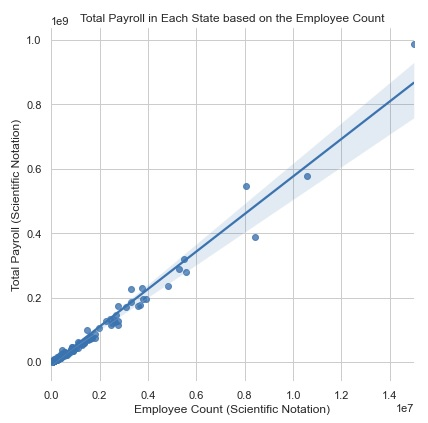 Total Payroll in Each State based on the Employee Count
1e9
1.0
0.8
0.6
0.4
0.2
0.0
Total Payroll (Scientific Notation)
0.0 0.2 0.4 0.6 0.8 1.0 1.2 1.4
1e7
Employee Count (Scientific Notation)